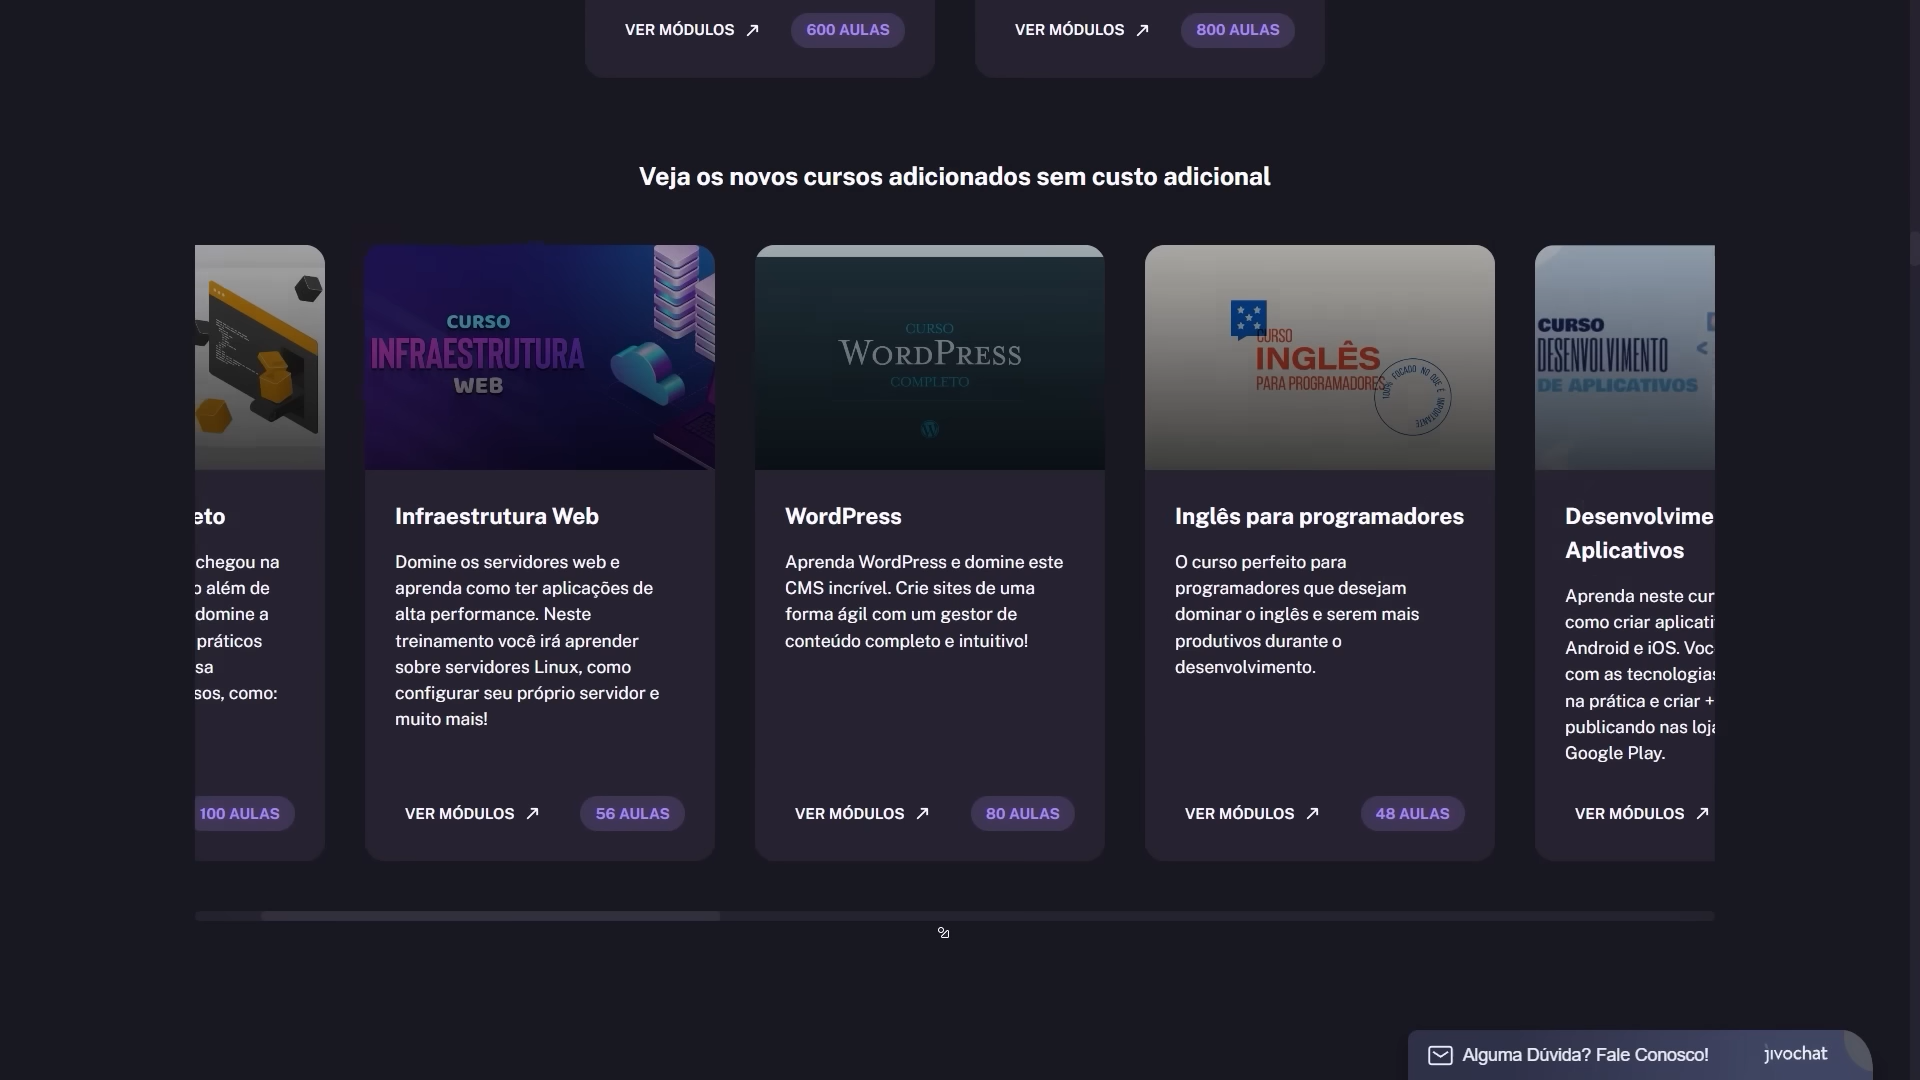 VER MÓDULOS
600 AULAS
VER MÓDULOS
800 AULAS
Veja os novos cursos adicionados sem custo adicional
CURSO
INFRAESTRUTURA
WEB
CURSO
WORDPRESS
COMPLETO
CURSO
INGLÊS
PARA PROGRAMADORES
100% FOCADO NO QUE É IMPORTANTE
CURSO
DESENVOLVIMENTO
DE APLICATIVOS
eto
chegou na
o além de
domine a
práticos
sa
sos, como:
100 AULAS
Infraestrutura Web
Domine os servidores web e
aprenda como ter aplicações de
alta performance. Neste
treinamento você irá aprender
sobre servidores Linux, como
configurar seu próprio servidor e
muito mais!
VER MÓDULOS
56 AULAS
WordPress
Aprenda WordPress e domine este
CMS incrível. Crie sites de uma
forma ágil com um gestor de
conteúdo completo e intuitivo!
VER MÓDULOS
80 AULAS
Inglês para programadores
O curso perfeito para
programadores que desejam
dominar o inglês e serem mais
produtivos durante o
desenvolvimento.
VER MÓDULOS
48 AULAS
Desenvolvime
Aplicativos
Aprenda neste cur
como criar aplicati
Android e iOS. Voc
com as tecnologias
na prática e criar +
publicando nas loja
Google Play.
VER MÓDULOS
Alguma Dúvida? Fale Conosco!
jivochat